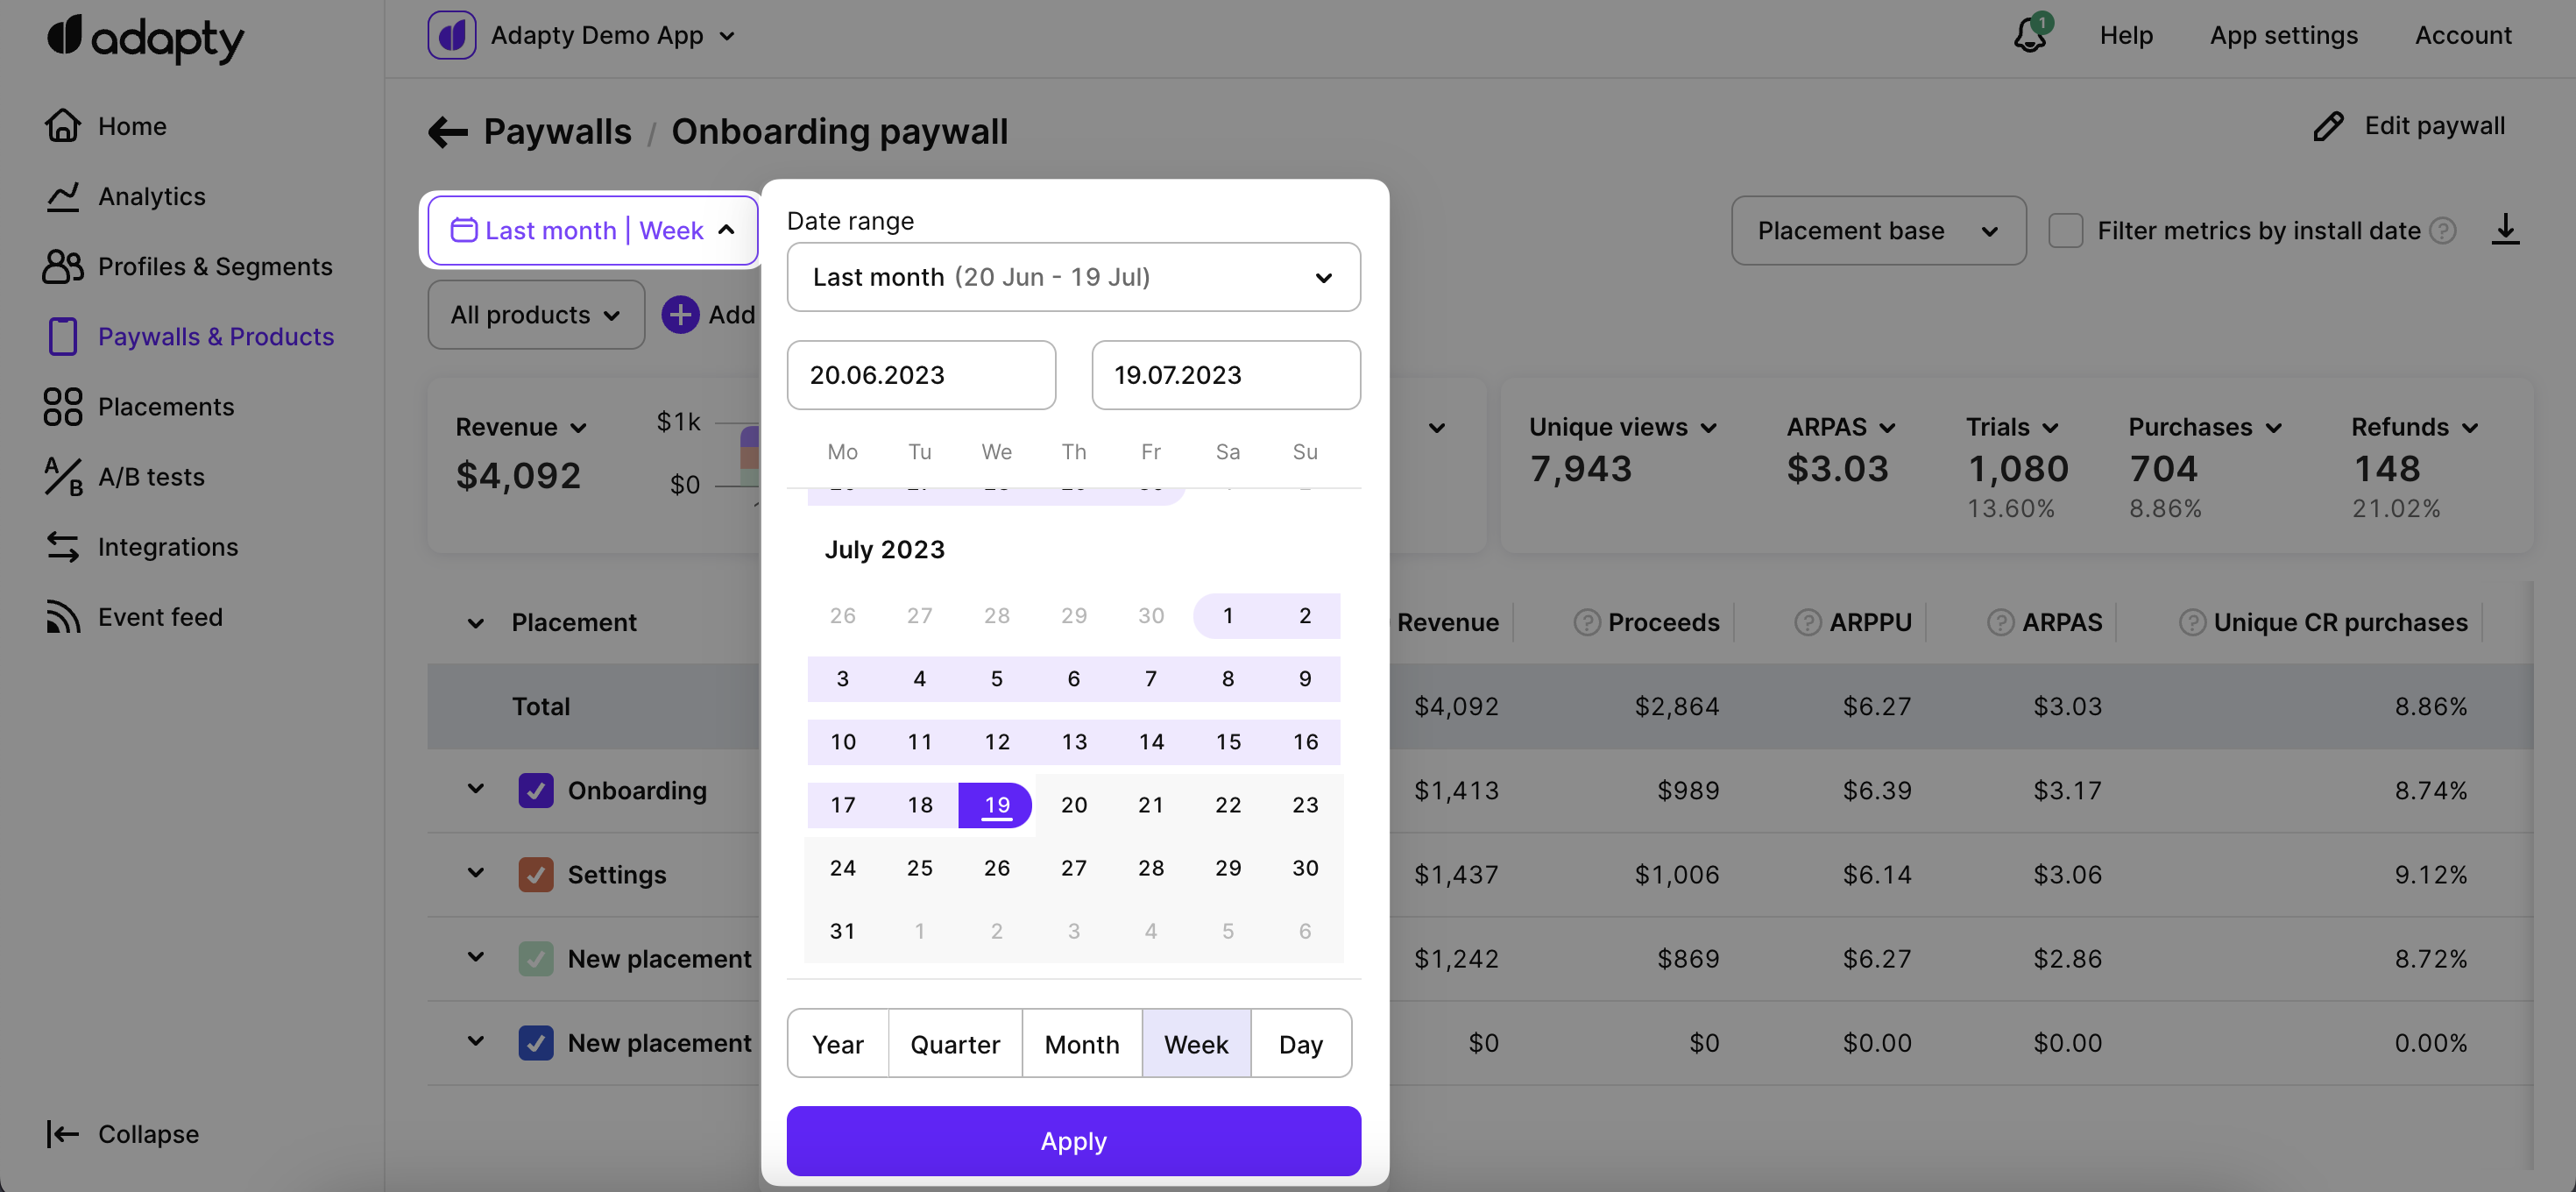 adapty
Adapty Demo App
1
Help
App settings
Account
Home
Analytics
Profiles & Segments
Paywalls & Products
Placements
A/B tests
Integrations
Event feed
Collapse
Paywalls / Onboarding paywall
Edit paywall
Last month | Week
Placement base
Filter metrics by install date ?
All products
Add
Date range
Last month (20 Jun - 19 Jul)
20.06.2023 19.07.2023
Mo Tu We Th Fr Sa Su
July 2023
26 27 28 29 30 1 2
3 4 5 6 7 8 9
10 11 12 13 14 15 16
17 18 19 20 21 22 23
24 25 26 27 28 29 30
31 1 2 3 4 5 6
Year Quarter Month Week Day
Apply
Revenue
$4,092
$1k
$0
Unique views
7,943
ARPAS
$3.03
Trials
1,080
13.60%
Purchases
704
8.86%
Refunds
148
21.02%
Placement Revenue ? Proceeds ? ARPPU ? ARPAS ? Unique CR purchases
Total $4,092 $2,864 $6.27 $3.03 8.86%
Onboarding $1,413 $989 $6.39 $3.17 8.74%
Settings $1,437 $1,006 $6.14 $3.06 9.12%
New placement $1,242 $869 $6.27 $2.86 8.72%
New placement $0 $0 $0.00 $0.00 0.00%